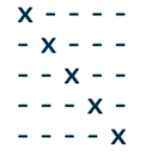 x - - - -
- x - - -
- - x - -
- - - x -
- - - - x